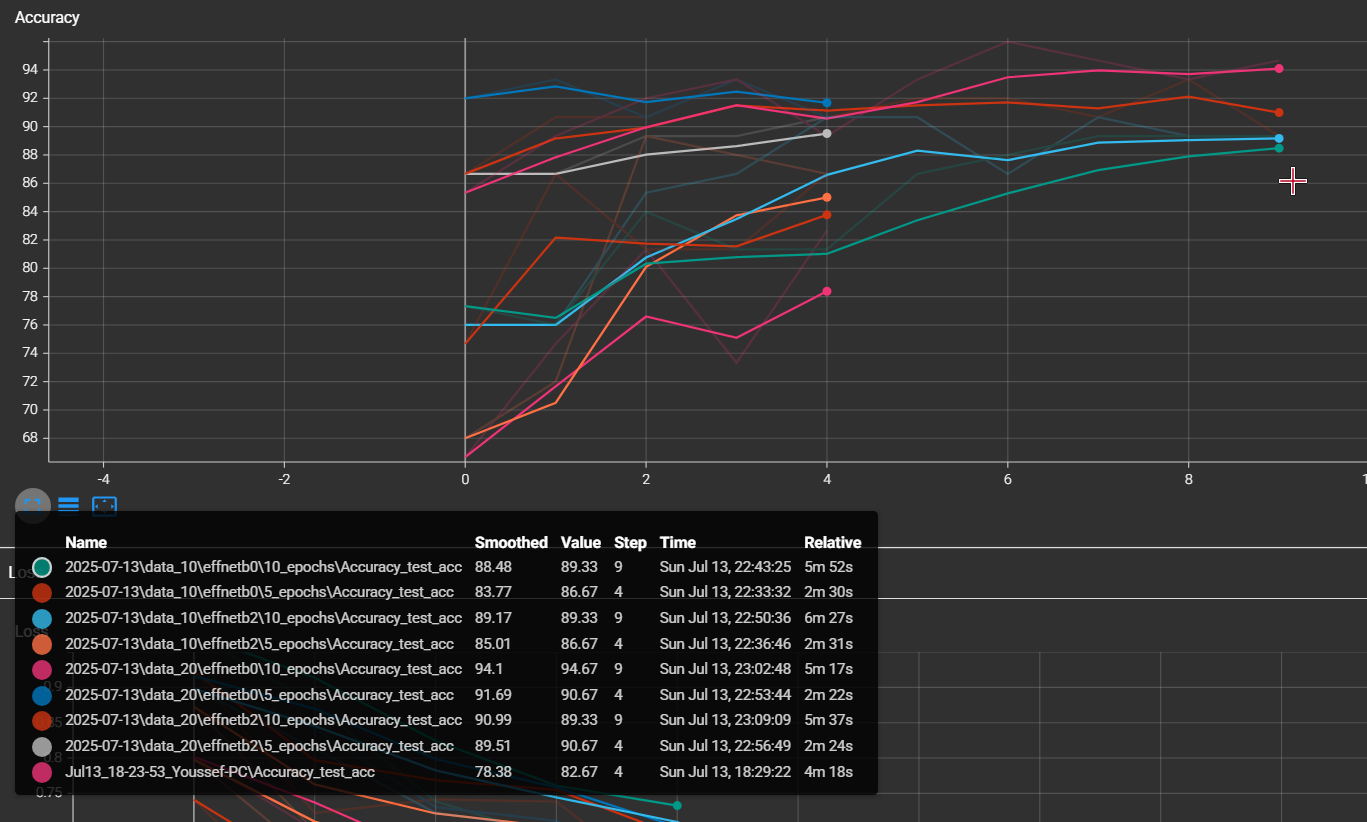 Accuracy
94
92
90
88
86
84
82
80
78
76
74
72
70
68
-4 -2 0 2 4 6 8 1
Name Smoothed Value Step Time Relative
2025-07-13\data_10\effnetb0\10_epochs\Accuracy_test_acc 88.48 89.33 9 Sun Jul 13, 22:43:25 5m 52s
2025-07-13\data_10\effnetb0\5_epochs\Accuracy_test_acc 83.77 86.67 4 Sun Jul 13, 22:33:32 2m 30s
2025-07-13\data_10\effnetb2\10_epochs\Accuracy_test_acc 89.17 89.33 9 Sun Jul 13, 22:50:36 6m 27s
2025-07-13\data_10\effnetb2\5_epochs\Accuracy_test_acc 85.01 86.67 4 Sun Jul 13, 22:36:46 2m 31s
2025-07-13\data_20\effnetb0\10_epochs\Accuracy_test_acc 94.1 94.67 9 Sun Jul 13, 23:02:48 5m 17s
2025-07-13\data_20\effnetb0\5_epochs\Accuracy_test_acc 91.69 90.67 4 Sun Jul 13, 22:53:44 2m 22s
2025-07-13\data_20\effnetb2\10_epochs\Accuracy_test_acc 90.99 89.33 9 Sun Jul 13, 23:09:09 5m 37s
2025-07-13\data_20\effnetb2\5_epochs\Accuracy_test_acc 89.51 90.67 4 Sun Jul 13, 22:56:49 2m 24s
Jul13_18-23-53_Youssef-PC\Accuracy_test_acc 78.38 82.67 4 Sun Jul 13, 18:29:22 4m 18s
Loss
Loss
0.9
0.8
0.75